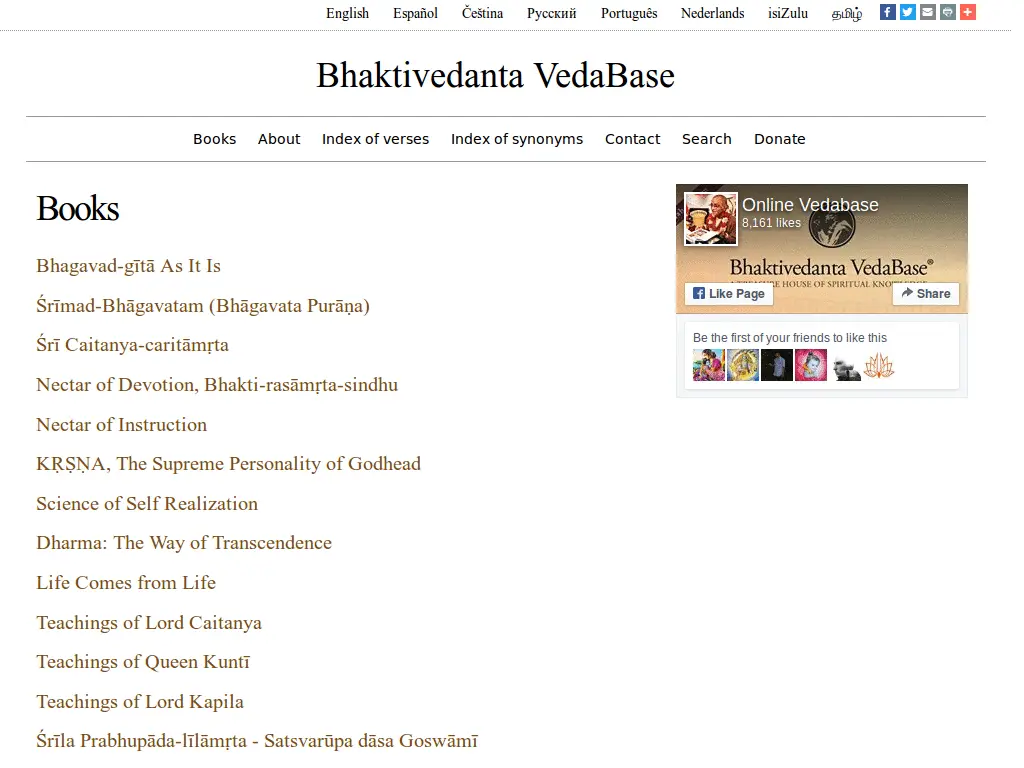 English Español Čeština Русский Português Nederlands isiZulu தமிழ்
Bhaktivedanta VedaBase
Books About Index of verses Index of synonyms Contact Search Donate
Books
Bhagavad-gītā As It Is
Śrīmad-Bhāgavatam (Bhāgavata Purāṇa)
Śrī Caitanya-caritāmṛta
Nectar of Devotion, Bhakti-rasāmṛta-sindhu
Nectar of Instruction
KṚṢṆA, The Supreme Personality of Godhead
Science of Self Realization
Dharma: The Way of Transcendence
Life Comes from Life
Teachings of Lord Caitanya
Teachings of Queen Kuntī
Teachings of Lord Kapila
Śrīla Prabhupāda-līlāmṛta - Satsvarūpa dāsa Goswāmī
Online Vedabase
8,161 likes
Bhaktivedanta VedaBase®
HOUSE OF SPIRITUAL
Like Page Share
Be the first of your friends to like this